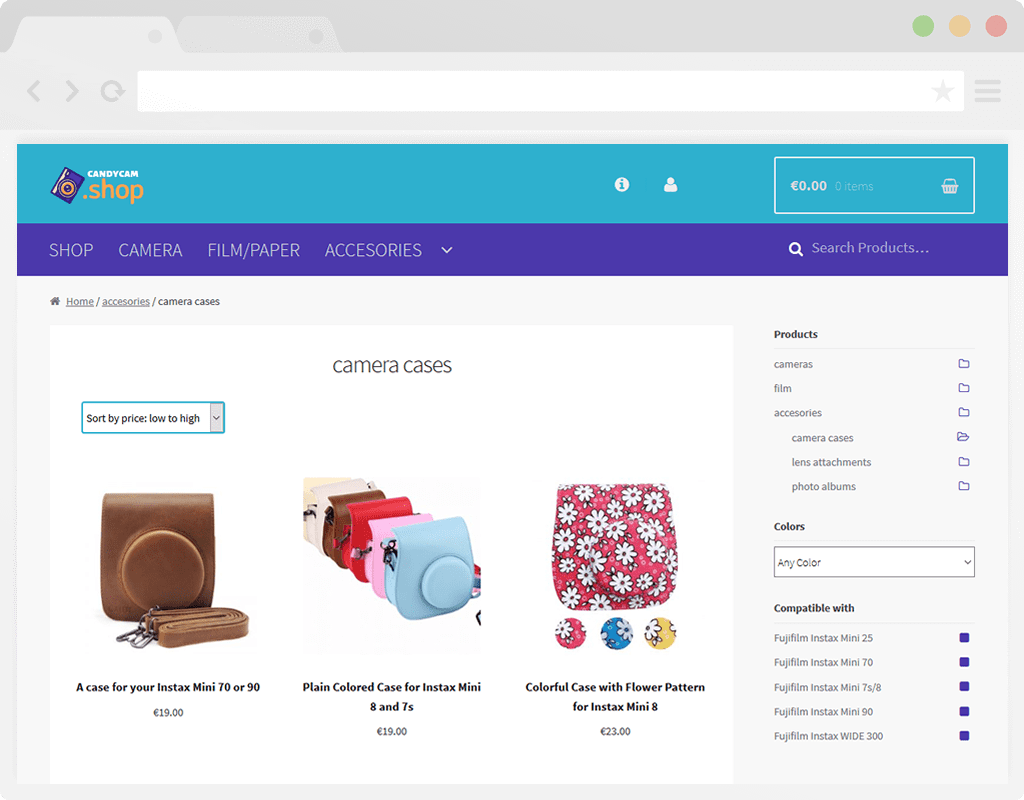 CANDYCAM
.shop
€0.00 0 items
SHOP CAMERA FILM/PAPER ACCESORIES
Search Products...
Home / accesories / camera cases
camera cases
Sort by price: low to high
A case for your Instax Mini 70 or 90
€19.00
Plain Colored Case for Instax Mini
8 and 7s
€19.00
Colorful Case with Flower Pattern
for Instax Mini 8
€23.00
Products
cameras
film
accesories
camera cases
lens attachments
photo albums
Colors
Any Color
Compatible with
Fujifilm Instax Mini 25
Fujifilm Instax Mini 70
Fujifilm Instax Mini 7s/8
Fujifilm Instax Mini 90
Fujifilm Instax WIDE 300